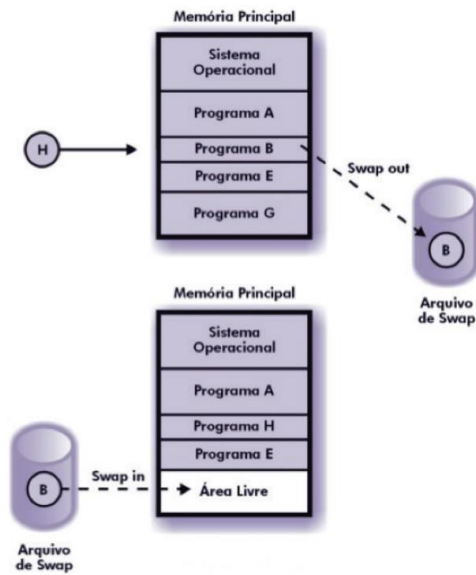 Memória Principal
Sistema
Operacional
Programa A
H
Programa B
Swap out
Programa E
Programa G
B
Arquivo
de Swap
Memória Principal
Sistema
Operacional
Programa A
Programa H
Programa E
B
Swap in
Área Livre
Arquivo
de Swap